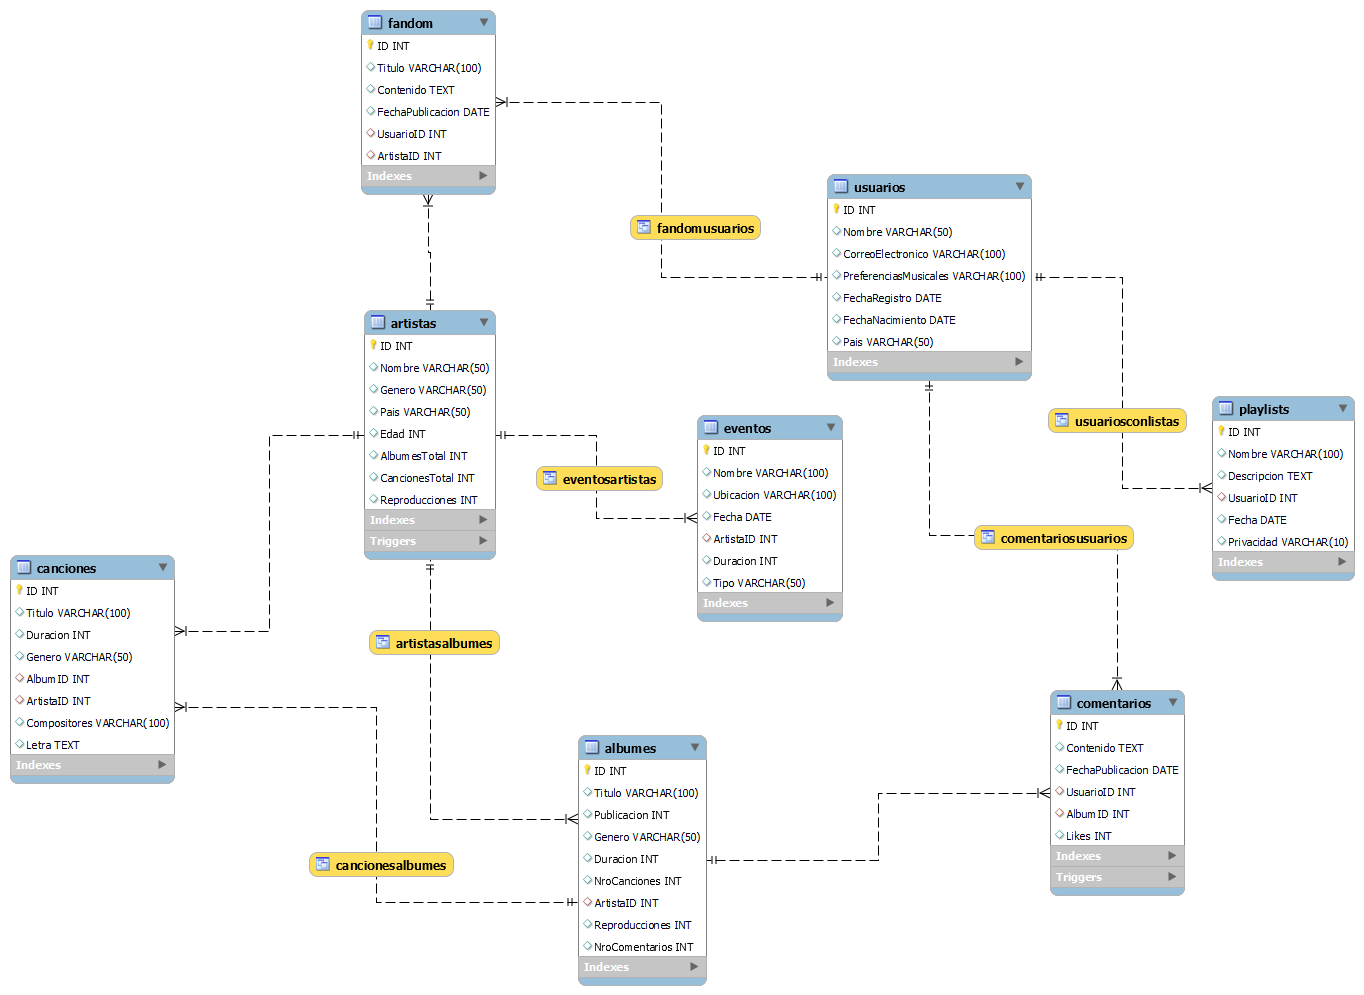 fandom
ID INT
Titulo VARCHAR(100)
Contenido TEXT
FechaPublicacion DATE
UsuarioID INT
ArtistaID INT
Indexes
fandomusuarios
usuarios
ID INT
Nombre VARCHAR(50)
CorreoElectronico VARCHAR(100)
PreferenciasMusicales VARCHAR(100)
FechaRegistro DATE
FechaNacimiento DATE
Pais VARCHAR(50)
Indexes
artistas
ID INT
Nombre VARCHAR(50)
Genero VARCHAR(50)
Pais VARCHAR(50)
Edad INT
AlbumesTotal INT
CancionesTotal INT
Reproducciones INT
Indexes
Triggers
eventosartistas
eventos
ID INT
Nombre VARCHAR(100)
Ubicacion VARCHAR(100)
Fecha DATE
ArtistaID INT
Duracion INT
Tipo VARCHAR(50)
Indexes
usuariosconlistas
playlists
ID INT
Nombre VARCHAR(100)
Descripcion TEXT
UsuarioID INT
Fecha DATE
Privacidad VARCHAR(10)
Indexes
comentariosusuarios
canciones
ID INT
Titulo VARCHAR(100)
Duracion INT
Genero VARCHAR(50)
AlbumID INT
ArtistaID INT
Compositores VARCHAR(100)
Letra TEXT
Indexes
artistasalbumes
cancionesalbumes
albumes
ID INT
Titulo VARCHAR(100)
Publicacion INT
Genero VARCHAR(50)
Duracion INT
NroCanciones INT
ArtistaID INT
Reproducciones INT
NroComentarios INT
Indexes
comentarios
ID INT
Contenido TEXT
FechaPublicacion DATE
UsuarioID INT
AlbumID INT
Likes INT
Indexes
Triggers